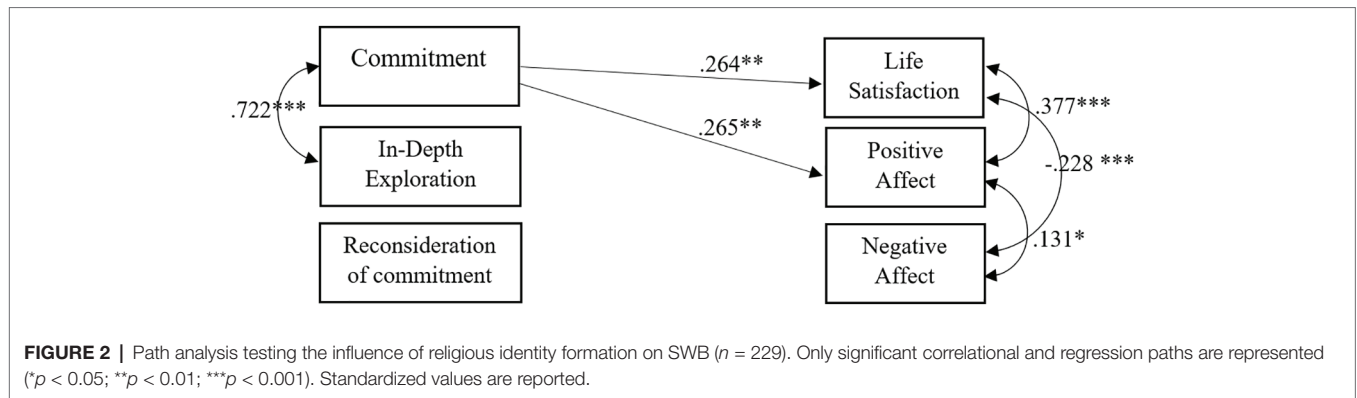 Commitment
.264**
Life
Satisfaction
.722***
.377***
.265**
In-Depth
Exploration
Positive
Affect
-.228 ***
Reconsideration
of commitment
Negative
Affect
.131*
FIGURE 2 | Path analysis testing the influence of religious identity formation on SWB (n = 229). Only significant correlational and regression paths are represented
(*p < 0.05; **p < 0.01; ***p < 0.001). Standardized values are reported.